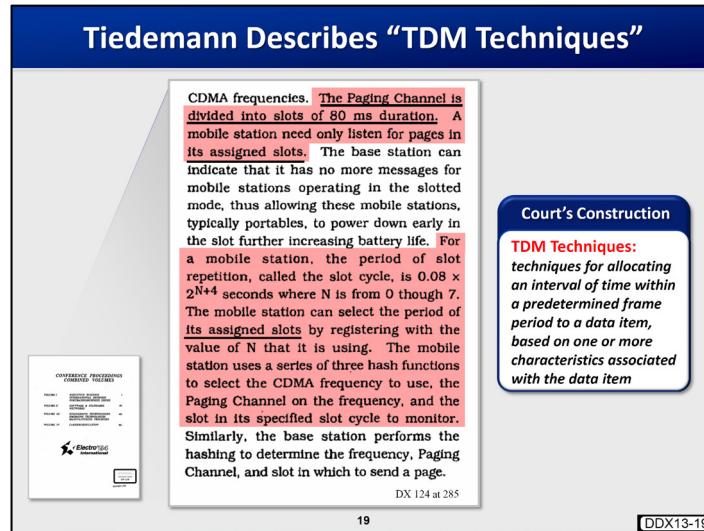 Tiedemann Describes "TDM Techniques"
CDMA frequencies. The Paging Channel is
divided into slots of 80 ms duration. A
mobile station need only listen for pages in
its assigned slots. The base station can
indicate that it has no more messages for
mobile stations operating in the slotted
mode, thus allowing these mobile stations,
typically portables, to power down early in
the slot further increasing battery life. For
a mobile station, the period of slot
repetition, called the slot cycle, is 0.08 ×
2^N+4 seconds where N is from 0 though 7.
The mobile station can select the period of
its assigned slots by registering with the
value of N that it is using. The mobile
station uses a series of three hash functions
to select the CDMA frequency to use, the
Paging Channel on the frequency, and the
slot in its specified slot cycle to monitor.
Similarly, the base station performs the
hashing to determine the frequency, Paging
Channel, and slot in which to send a page.
DX 124 at 285
Court's Construction
TDM Techniques:
techniques for allocating
an interval of time within
a predetermined frame
period to a data item,
based on one or more
characteristics associated
with the data item
CONFERENCE PROCEEDINGS
COMBINED VOLUMES
Electro
International
19
DDX13-19